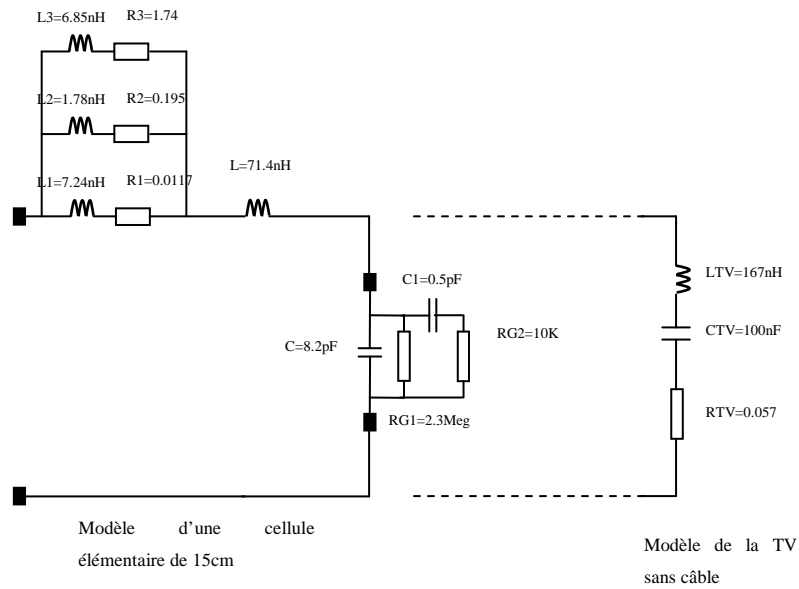 L3=6.85nH R3=1.74
L2=1.78nH R2=0.195
L1=7.24nH R1=0.0117
L=71.4nH
C1=0.5pF
C=8.2pF
RG2=10K
RG1=2.3Meg
LTV=167nH
CTV=100nF
RTV=0.057
Modèle d'une cellule
élémentaire de 15cm
Modèle de la TV
sans câble